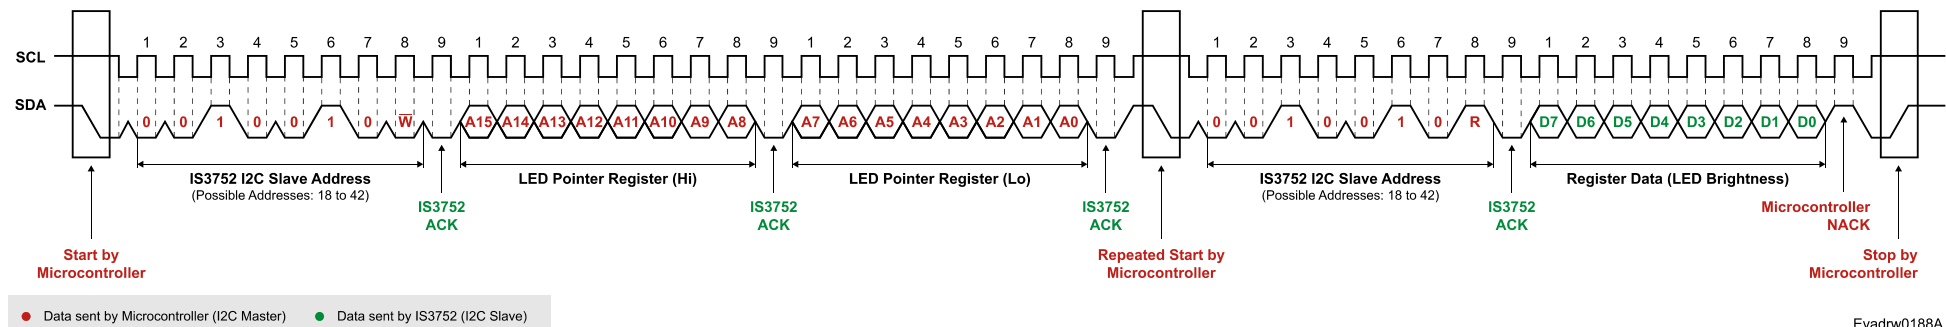 1 2 3 4 5 6 7 8 9 1 2 3 4 5 6 7 8 9 1 2 3 4 5 6 7 8 9 1 2 3 4 5 6 7 8 9 1 2 3 4 5 6 7 8 9
SCL
SDA
0 0 1 0 0 1 0 W̅ A15 A14 A13 A12 A11 A10 A9 A8 A7 A6 A5 A4 A3 A2 A1 A0 0 0 1 0 0 1 0 R D7 D6 D5 D4 D3 D2 D1 D0
IS3752 I2C Slave Address
(Possible Addresses: 18 to 42)
LED Pointer Register (Hi)
LED Pointer Register (Lo)
IS3752 I2C Slave Address
(Possible Addresses: 18 to 42)
Register Data (LED Brightness)
IS3752
ACK
IS3752
ACK
IS3752
ACK
IS3752
ACK
Microcontroller
NACK
Start by
Microcontroller
Repeated Start by
Microcontroller
Stop by
Microcontroller
Data sent by Microcontroller (I2C Master)
Data sent by IS3752 (I2C Slave)
Evadrw0188A